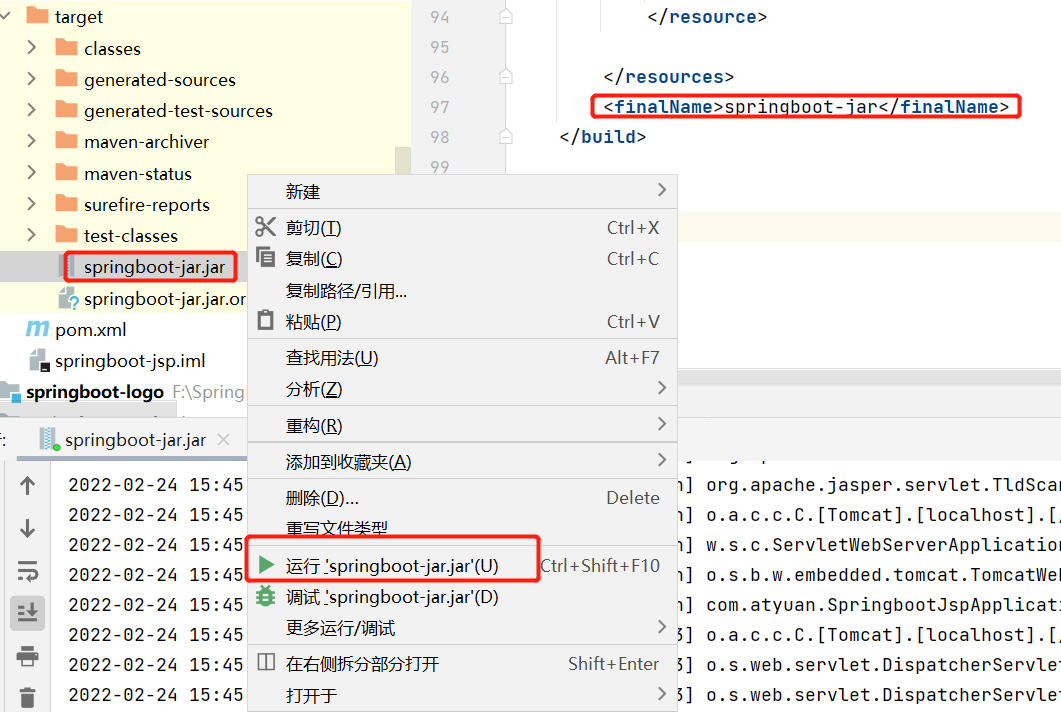 target
classes
generated-sources
generated-test-sources
maven-archiver
maven-status
surefire-reports
test-classes
springboot-jar.jar
springboot-jar.jar.or
pom.xml
springboot-jsp.iml
springboot-logo F:\Spring
94 </resource>
95
96 </resources>
97 <finalName>springboot-jar</finalName>
98 </build>
99
新建
剪切(T) Ctrl+X
复制(C) Ctrl+C
复制路径/引用...
粘贴(P) Ctrl+V
查找用法(U) Alt+F7
分析(Z)
重构(R)
添加到收藏夹(A)
删除(D)... Delete
重写文件类型
运行 'springboot-jar.jar'(U) Ctrl+Shift+F10
调试 'springboot-jar.jar'(D)
更多运行/调试
在右侧拆分部分打开 Shift+Enter
打开于
springboot-jar.jar
2022-02-24 15:45 n] org.apache.jasper.servlet.TldScan
2022-02-24 15:45 n] o.a.c.c.C.[Tomcat].[localhost].[/
2022-02-24 15:45 n] w.s.c.ServletWebServerApplication
2022-02-24 15:45 n] o.s.b.w.embedded.tomcat.TomcatWeb
2022-02-24 15:45 n] com.atyuan.SpringbootJspApplicati
2022-02-24 15:45 3] o.a.c.c.C.[Tomcat].[localhost].[/
2022-02-24 15:45 3] o.s.web.servlet.DispatcherServlet
2022-02-24 15:45 3] o.s.web.servlet.DispatcherServlet